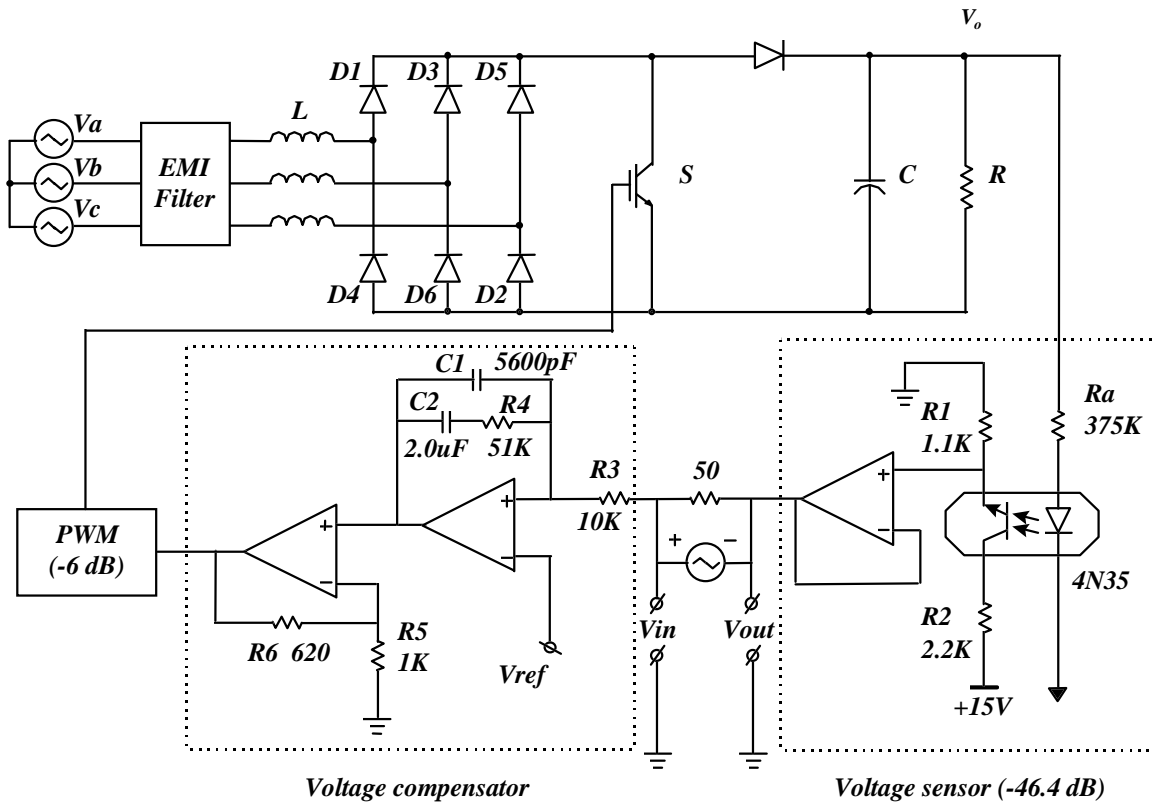 Vo
D1 D3 D5
L
Va
Vb
Vc
EMI
Filter
S
C
R
D4 D6 D2
C1 5600pF
C2 R4
2.0uF 51K
R3
10K
50
R1
1.1K
Ra
375K
+
-
+
-
+
-
+ -
PWM
(-6 dB)
4N35
R6 620
R5
1K
Vref
Vin Vout
R2
2.2K
+15V
Voltage compensator
Voltage sensor (-46.4 dB)